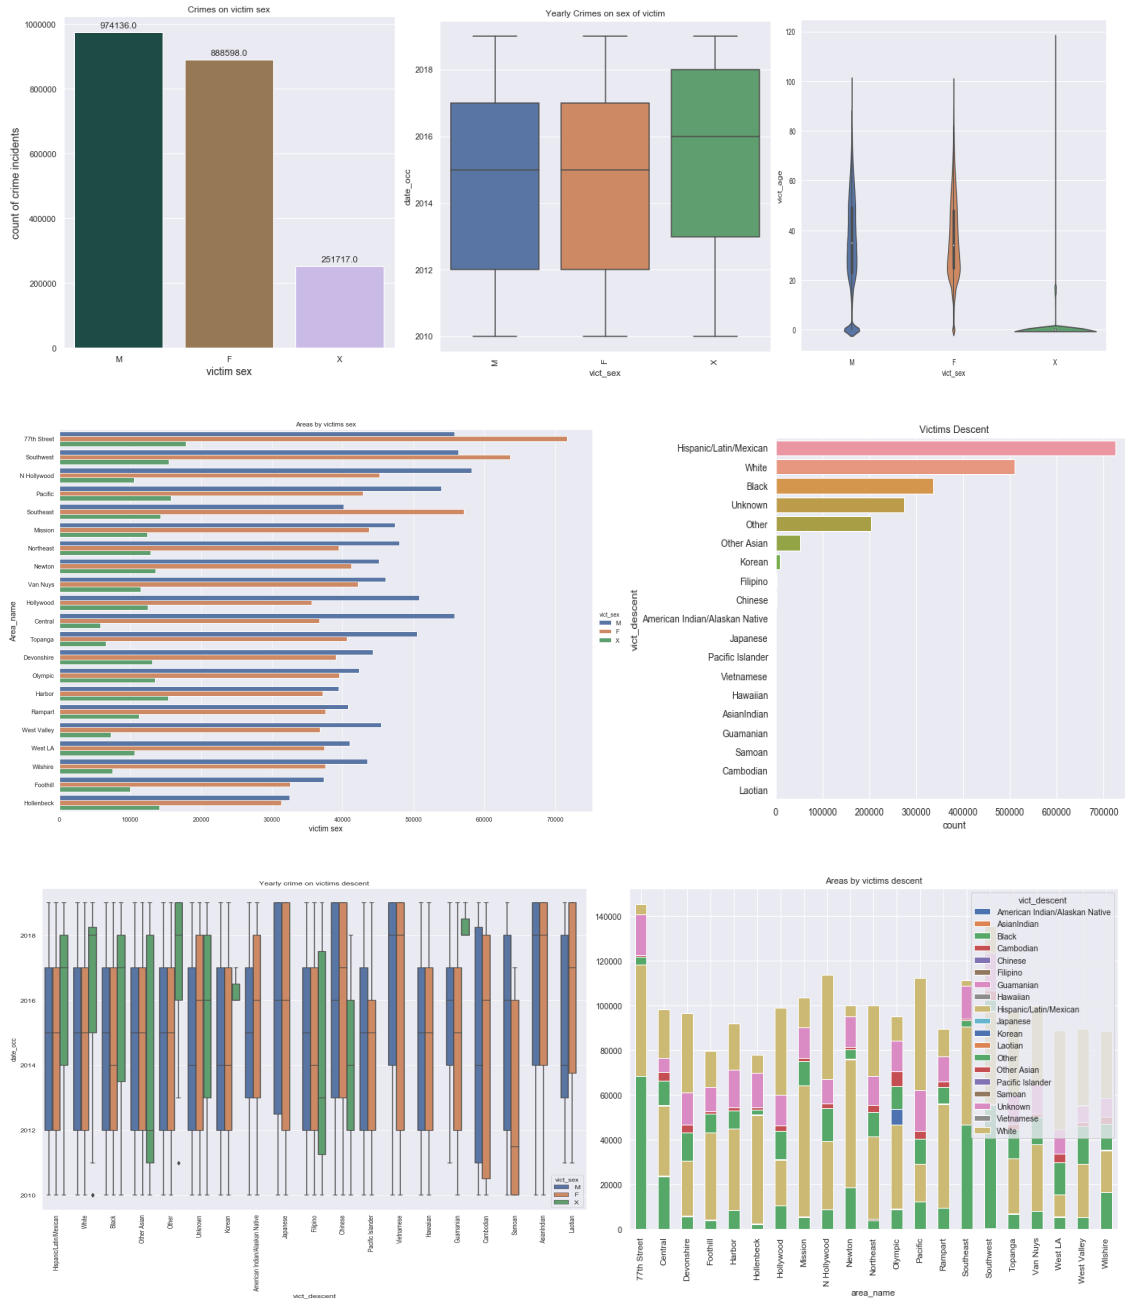 Crimes on victim sex
1000000
800000
600000
400000
200000
0
974136.0
888598.0
251717.0
M
F
X
count of crime incidents
victim sex
Yearly Crimes on sex of victim
2018
2016
2014
2012
2010
date_occ
M
F
X
vict_sex
120
100
80
60
40
20
0
vict_age
M
F
X
vict_sex
Areas by victims sex
77th Street
Southwest
N Hollywood
Pacific
Southeast
Mission
Northeast
Newton
Van Nuys
Hollywood
Central
Topanga
Devonshire
Olympic
Harbor
Rampart
West Valley
West LA
Wilshire
Foothill
Hollenbeck
Area_name
0
10000
20000
30000
40000
50000
60000
70000
victim sex
vict_sex
M
F
X
Victims Descent
Hispanic/Latin/Mexican
White
Black
Unknown
Other
Other Asian
Korean
Filipino
Chinese
American Indian/Alaskan Native
Japanese
Pacific Islander
Vietnamese
Hawaiian
AsianIndian
Guamanian
Samoan
Cambodian
Laotian
vict_descent
0
100000
200000
300000
400000
500000
600000
700000
count
Yearly crime on victims descent
2018
2016
2014
2012
2010
date_occ
Hispanic/Latin/Mexican
White
Black
Other Asian
Other
Unknown
Korean
American Indian/Alaskan Native
Japanese
Filipino
Chinese
Pacific Islander
Vietnamese
Hawaiian
Guamanian
Cambodian
Samoan
AsianIndian
Laotian
vict_descent
vict_sex
M
F
X
Areas by victims descent
140000
120000
100000
80000
60000
40000
20000
0
vict_descent
American Indian/Alaskan Native
AsianIndian
Black
Cambodian
Chinese
Filipino
Guamanian
Hawaiian
Hispanic/Latin/Mexican
Japanese
Korean
Laotian
Other
Other Asian
Pacific Islander
Samoan
Unknown
Vietnamese
White
77th Street
Central
Devonshire
Foothill
Harbor
Hollenbeck
Hollywood
Mission
N Hollywood
Newton
Northeast
Olympic
Pacific
Rampart
Southeast
Southwest
Topanga
Van Nuys
West LA
West Valley
Wilshire
area_name